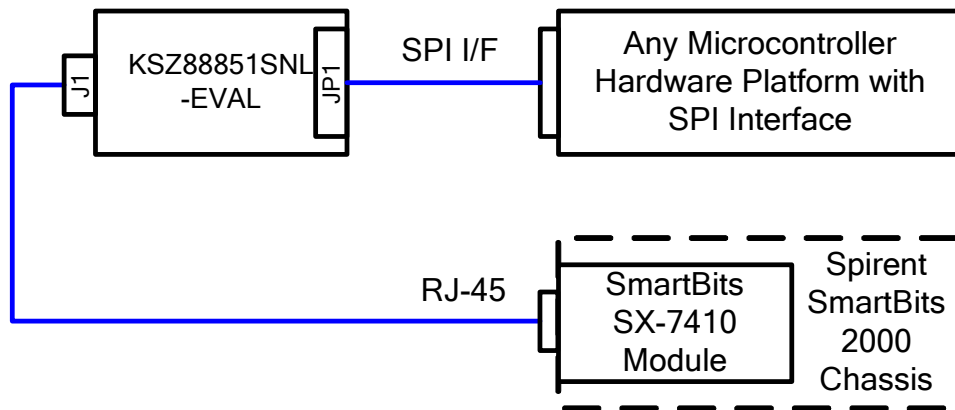 J1
KSZ88851SNL
-EVAL
JP1
SPI I/F
Any Microcontroller
Hardware Platform with
SPI Interface
RJ-45
SmartBits
SX-7410
Module
Spirent
SmartBits
2000
Chassis